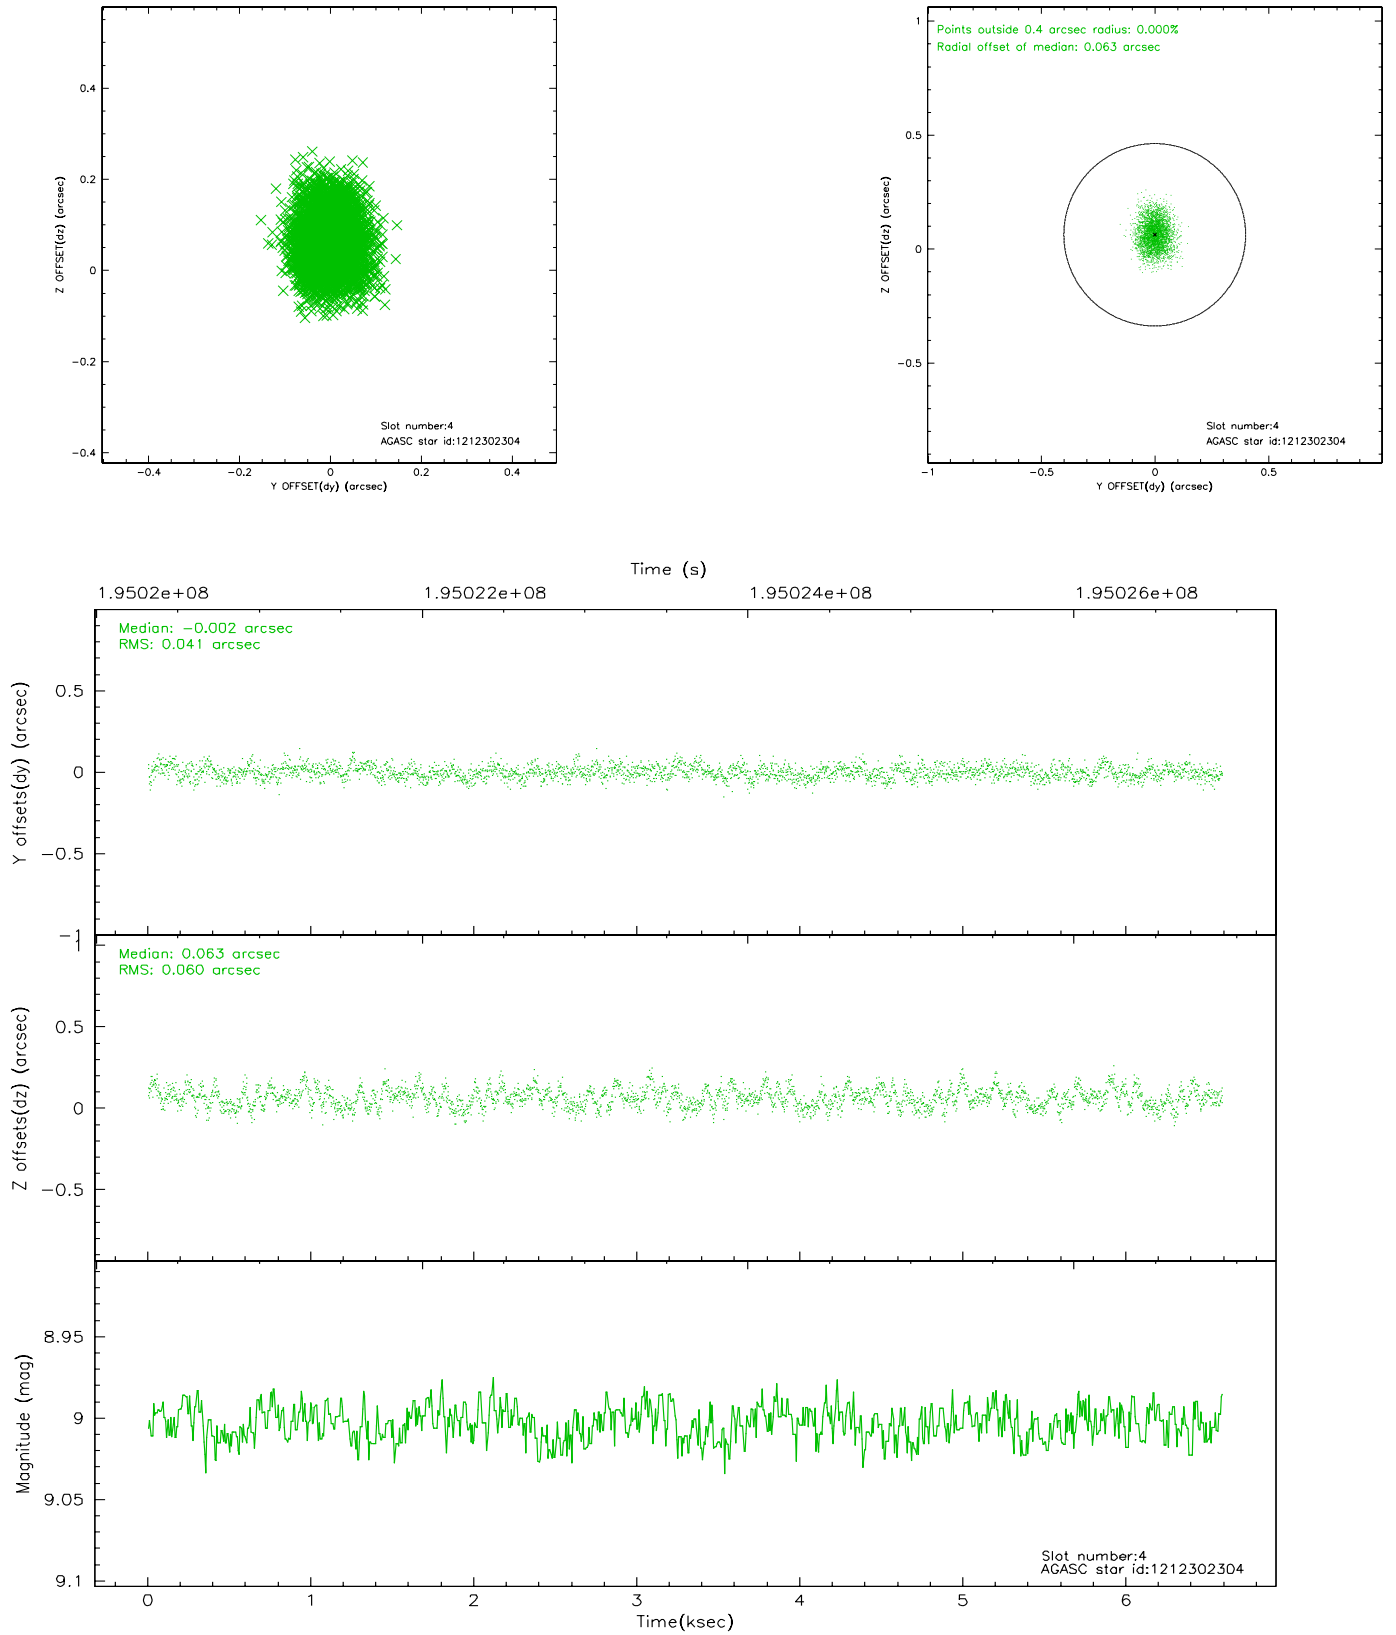 0.4
0.2
0
−0.2
−0.4
Z OFFSET(dz) (arcsec)
Slot number:4
AGASC star id:1212302304
−0.4 −0.2 0 0.2 0.4
Y OFFSET(dy) (arcsec)
Points outside 0.4 arcsec radius: 0.000%
Radial offset of median: 0.063 arcsec
1
0.5
0
−0.5
Z OFFSET(dz) (arcsec)
Slot number:4
AGASC star id:1212302304
−1 −0.5 0 0.5
Y OFFSET(dy) (arcsec)
Time (s)
1.9502e+08 1.95022e+08 1.95024e+08 1.95026e+08
Median: −0.002 arcsec
RMS: 0.041 arcsec
0.5
0
−0.5
−1
Y offsets(dy) (arcsec)
Median: 0.063 arcsec
RMS: 0.060 arcsec
1
0.5
0
−0.5
Z offsets(dz) (arcsec)
8.95
9
9.05
9.1
Magnitude (mag)
Slot number:4
AGASC star id:1212302304
0 1 2 3 4 5 6
Time(ksec)